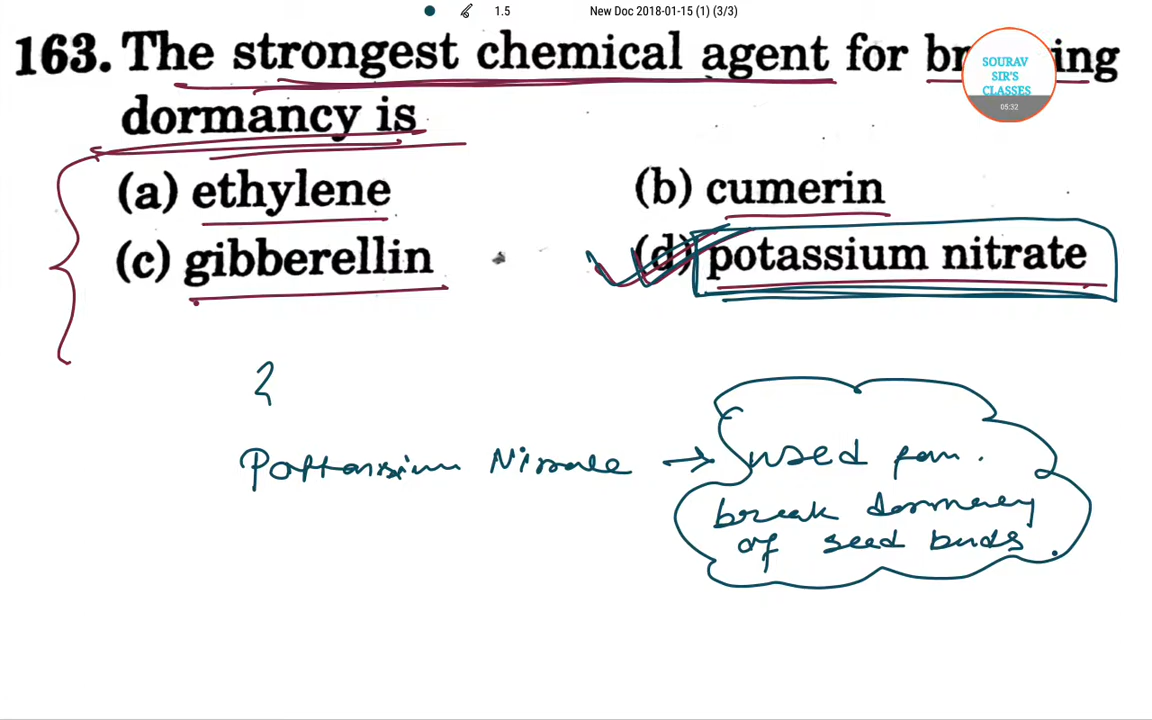 1.5 New Doc 2018-01-15 (1) (3/3)
163. The strongest chemical agent for br ing
SOURAV
SIR'S
CLASSES
05:32
dormancy is
(a) ethylene (b) cumerin
(c) gibberellin (d) potassium nitrate
2
Pottassium Nitrate → used for.
break dormancy
of seed buds.